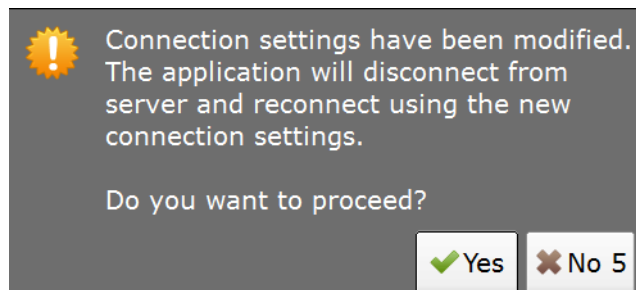 Connection settings have been modified.
The application will disconnect from
server and reconnect using the new
connection settings.
Do you want to proceed?
Yes No 5